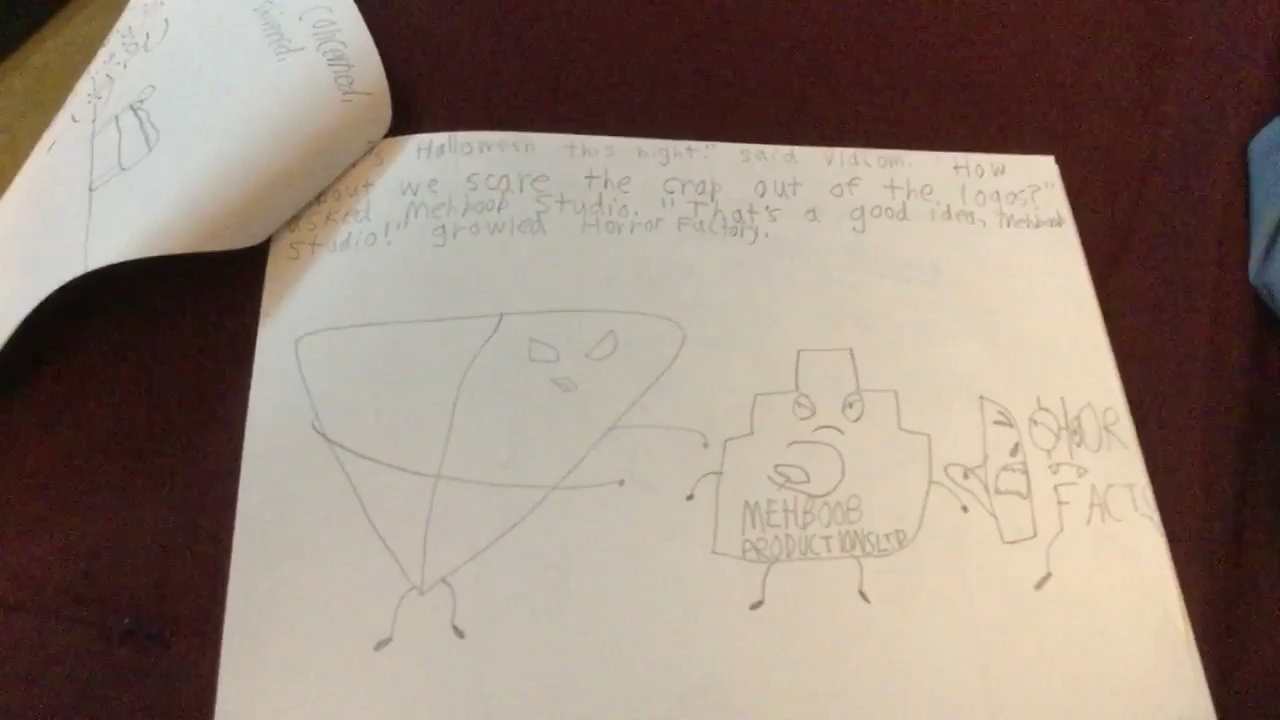 concerned.
Halloween this night." said Vidcom. "How
we scare the crap out of the logos?"
asked Mehboob Studio. "That's a good idea, Mehboob
Studio!" growled Horror Factory.
MEHBOOB
PRODUCTIONS LTD
FACT